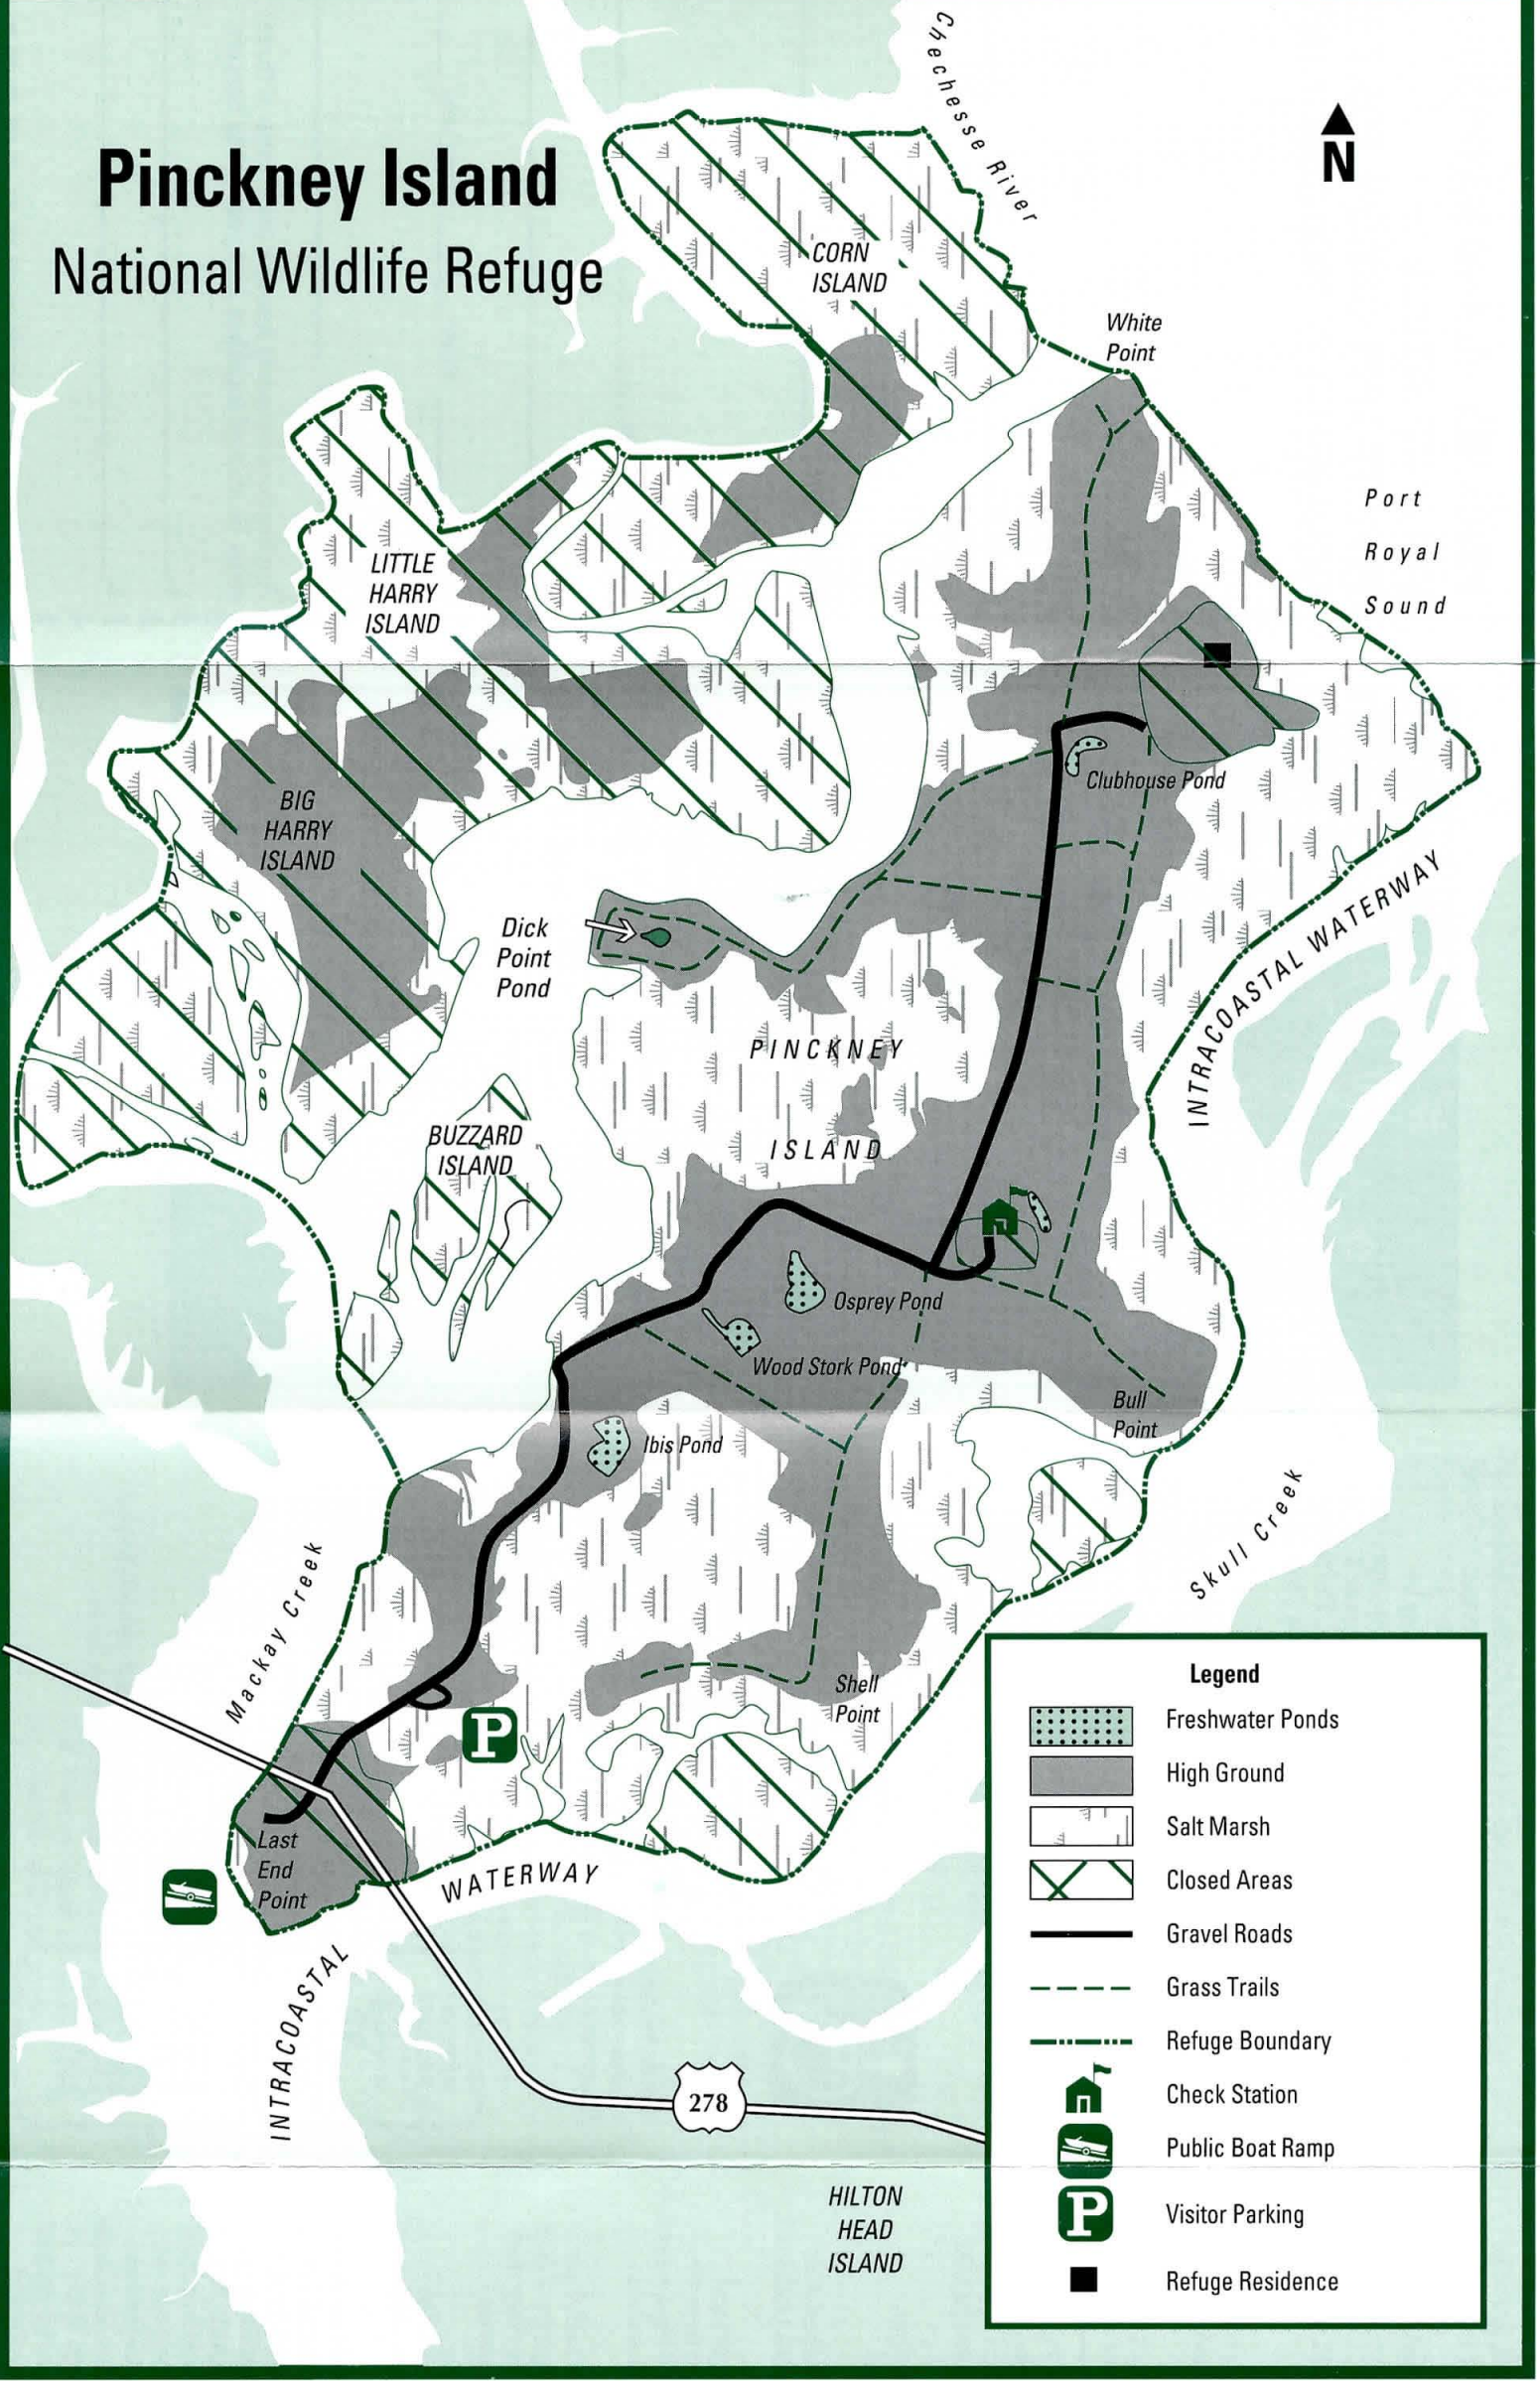 Pinckney Island
National Wildlife Refuge
Chechesse River
N
CORN
ISLAND
White
Point
Port
Royal
Sound
LITTLE
HARRY
ISLAND
Clubhouse Pond
BIG
HARRY
ISLAND
INTRACOASTAL WATERWAY
Dick
Point
Pond
PINCKNEY
ISLAND
BUZZARD
ISLAND
Osprey Pond
Wood Stork Pond
Bull
Point
Ibis Pond
Skull Creek
Mackay Creek
Shell
Point
P
Last
End
Point
WATERWAY
INTRACOASTAL
278
HILTON
HEAD
ISLAND
Legend
Freshwater Ponds
High Ground
Salt Marsh
Closed Areas
Gravel Roads
Grass Trails
Refuge Boundary
Check Station
Public Boat Ramp
P
Visitor Parking
Refuge Residence